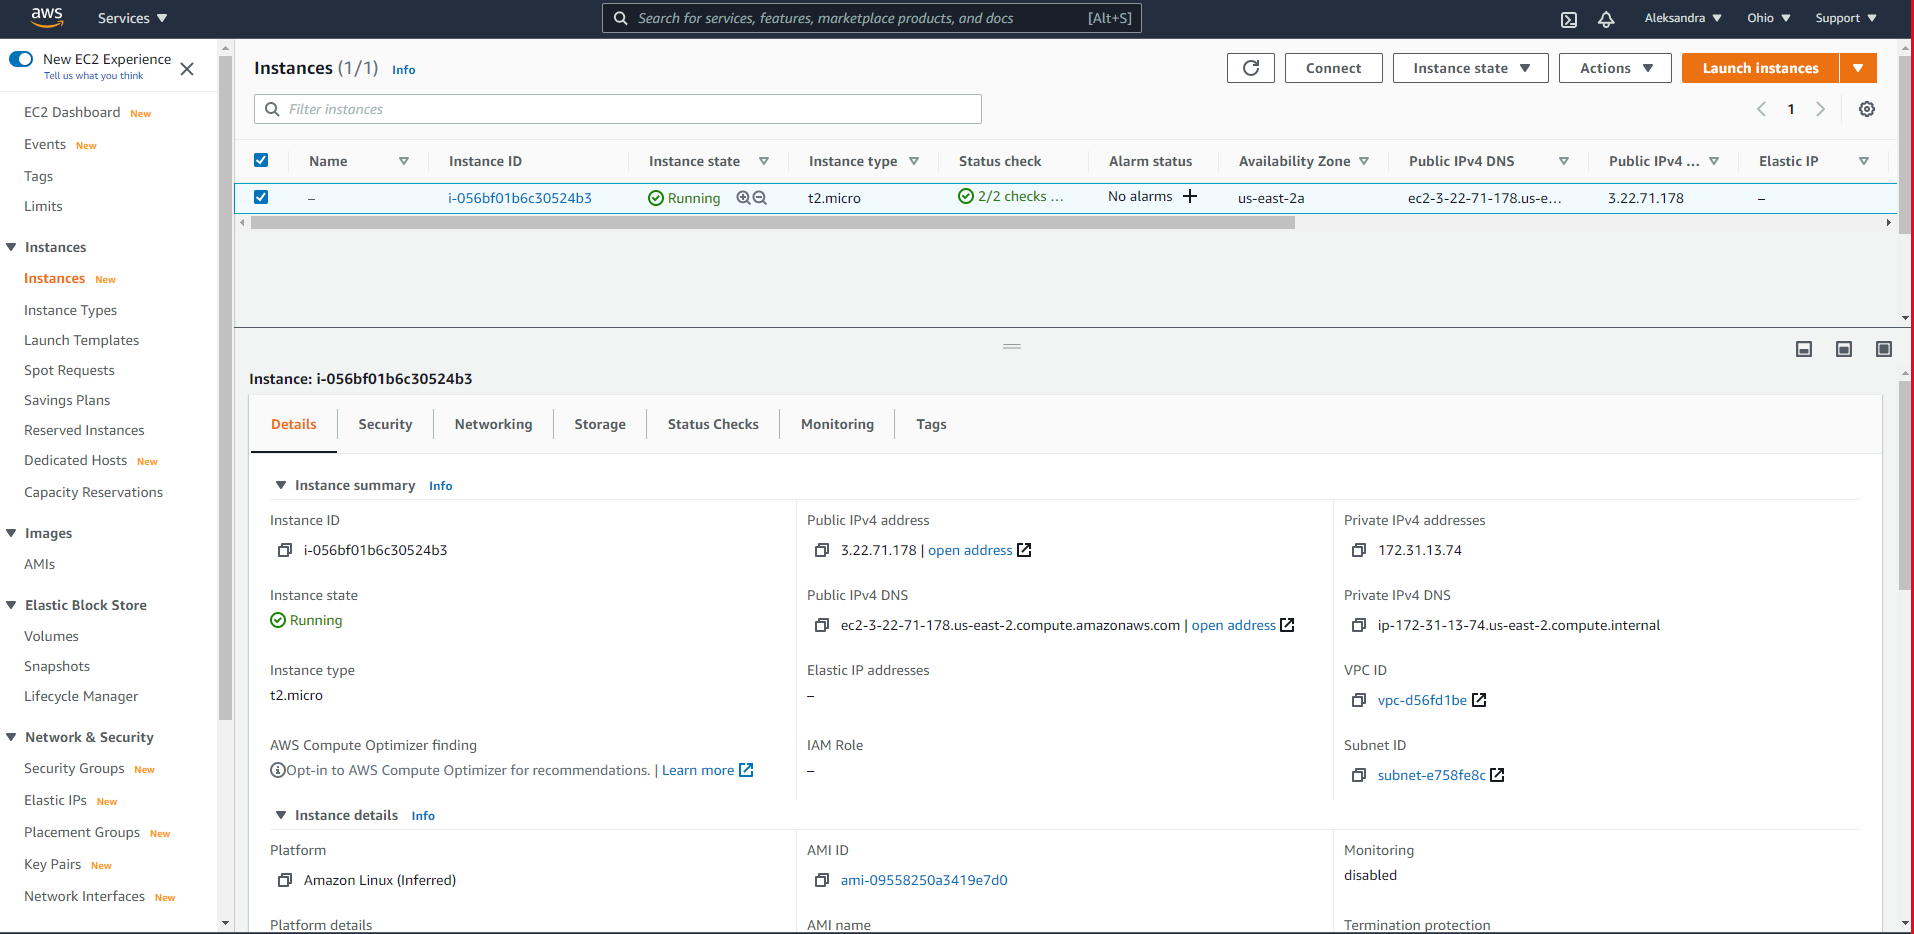 aws Services Search for services, features, marketplace products, and docs [Alt+S] Aleksandra Ohio Support
New EC2 Experience
Tell us what you think
EC2 Dashboard New
Events New
Tags
Limits
Instances
Instances New
Instance Types
Launch Templates
Spot Requests
Savings Plans
Reserved Instances
Dedicated Hosts New
Capacity Reservations
Images
AMIs
Elastic Block Store
Volumes
Snapshots
Lifecycle Manager
Network & Security
Security Groups New
Elastic IPs New
Placement Groups New
Key Pairs New
Network Interfaces New
Instances (1/1) Info Connect Instance state Actions Launch instances
Filter instances 1
Name Instance ID Instance state Instance type Status check Alarm status Availability Zone Public IPv4 DNS Public IPv4 ... Elastic IP
– i-056bf01b6c30524b3 Running t2.micro 2/2 checks ... No alarms + us-east-2a ec2-3-22-71-178.us-e... 3.22.71.178 –
Instance: i-056bf01b6c30524b3
Details Security Networking Storage Status Checks Monitoring Tags
Instance summary Info
Instance ID Public IPv4 address Private IPv4 addresses
i-056bf01b6c30524b3 3.22.71.178 | open address 172.31.13.74
Instance state Public IPv4 DNS Private IPv4 DNS
Running ec2-3-22-71-178.us-east-2.compute.amazonaws.com | open address ip-172-31-13-74.us-east-2.compute.internal
Instance type Elastic IP addresses VPC ID
t2.micro – vpc-d56fd1be
AWS Compute Optimizer finding IAM Role Subnet ID
Opt-in to AWS Compute Optimizer for recommendations. | Learn more – subnet-e758fe8c
Instance details Info
Platform AMI ID Monitoring
Amazon Linux (Inferred) ami-09558250a3419e7d0 disabled
Platform details AMI name Termination protection